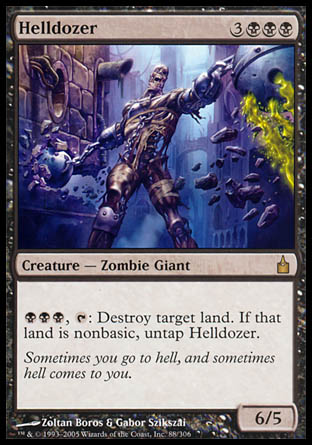 Helldozer 3
Creature — Zombie Giant
, : Destroy target land. If that
land is nonbasic, untap Helldozer.
Sometimes you go to hell, and sometimes
hell comes to you.
Zoltan Boros & Gabor Szikszai
™ & © 1993-2005 Wizards of the Coast, Inc. 88/306
6/5